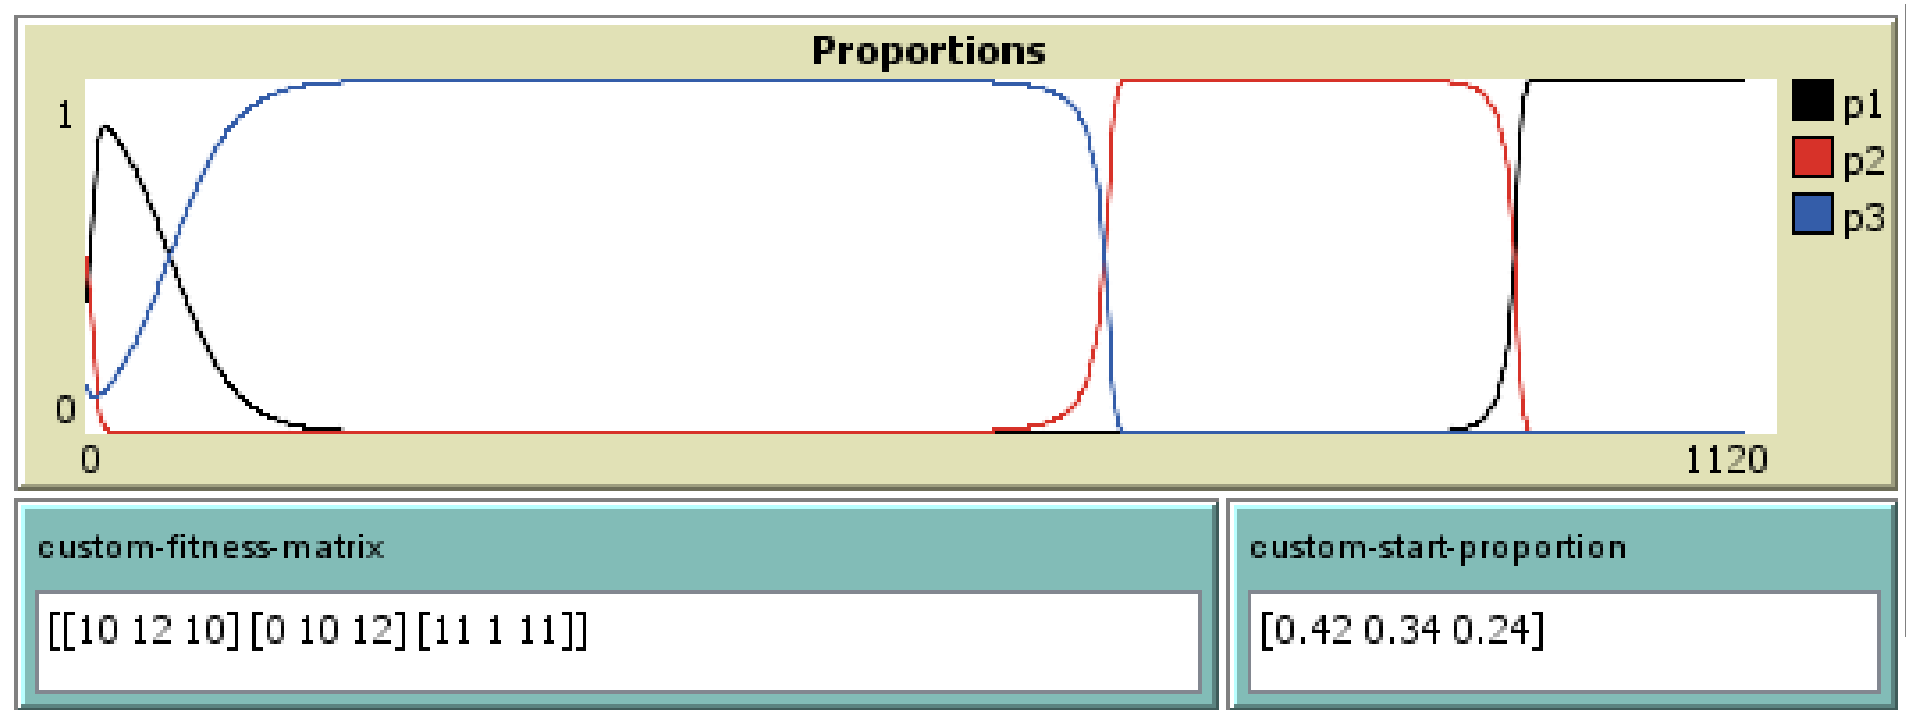 Proportions
1
0
0
1120
p1
p2
p3
custom-fitness-matrix
[[10 12 10] [0 10 12] [11 1 11]]
custom-start-proportion
[0.42 0.34 0.24]